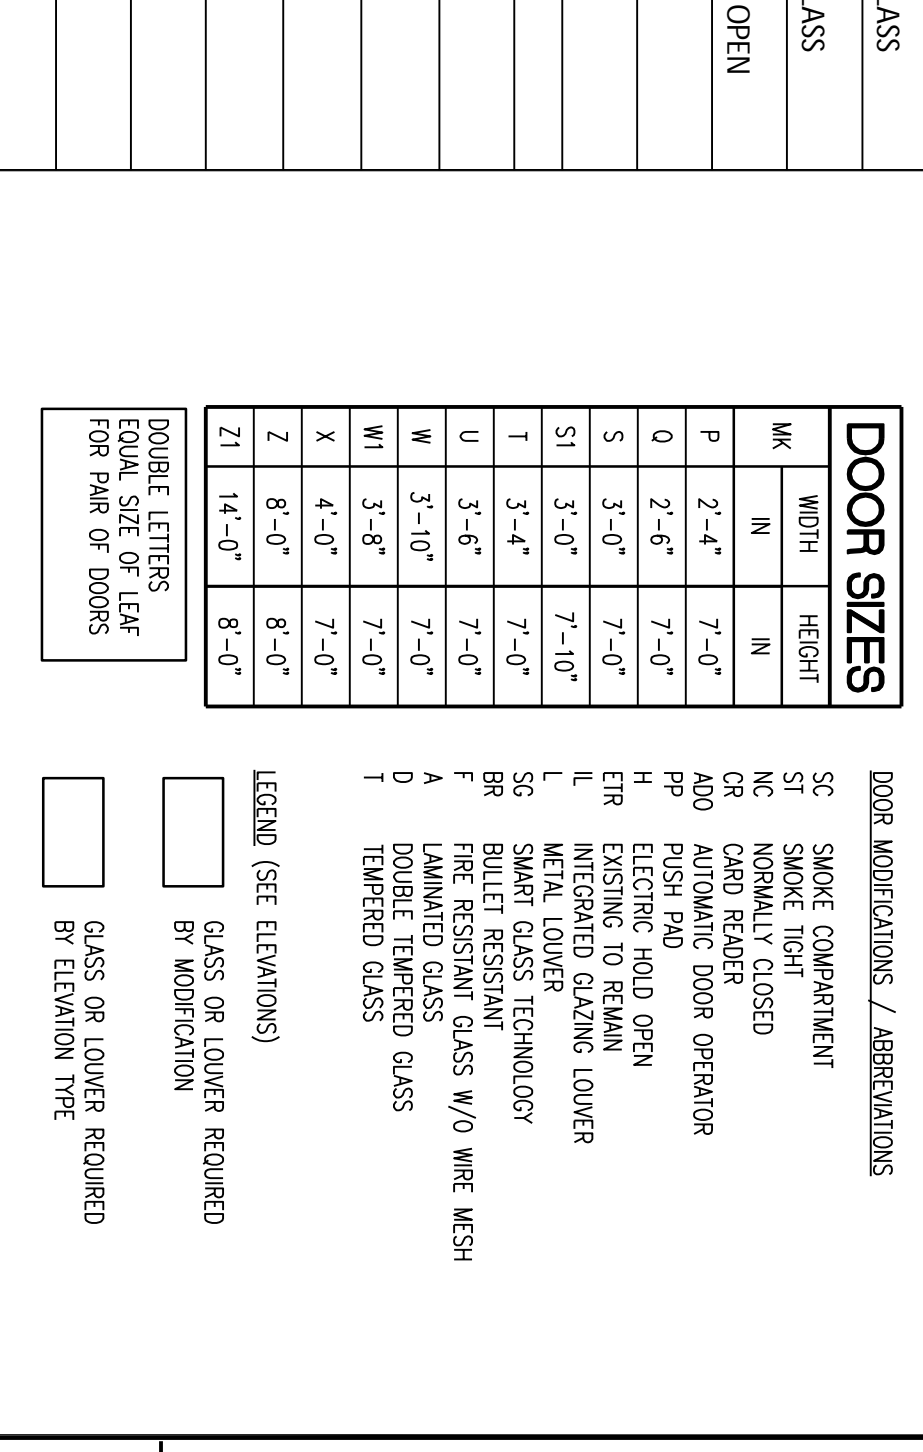 LASS
LASS
OPEN
DOOR SIZES
MK WIDTH HEIGHT
IN IN
P 2'-4" 7'-0"
Q 2'-6" 7'-0"
S 3'-0" 7'-0"
S1 3'-0" 7'-10"
T 3'-4" 7'-0"
U 3'-6" 7'-0"
W 3'-10" 7'-0"
W1 3'-8" 7'-0"
X 4'-0" 7'-0"
Z 8'-0" 8'-0"
Z1 14'-0" 8'-0"
DOUBLE LETTERS
EQUAL SIZE OF LEAF
FOR PAIR OF DOORS
DOOR MODIFICATIONS / ABBREVIATIONS
SC SMOKE COMPARTMENT
ST SMOKE TIGHT
NC NORMALLY CLOSED
CR CARD READER
ADO AUTOMATIC DOOR OPERATOR
PP PUSH PAD
H ELECTRIC HOLD OPEN
ETR EXISTING TO REMAIN
IL INTEGRATED GLAZING LOUVER
L METAL LOUVER
SG SMART GLASS TECHNOLOGY
BR BULLET RESISTANT
F FIRE RESISTANT GLASS W/O WIRE MESH
A LAMINATED GLASS
D DOUBLE TEMPERED GLASS
T TEMPERED GLASS
LEGEND (SEE ELEVATIONS)
GLASS OR LOUVER REQUIRED
BY MODIFICATION
GLASS OR LOUVER REQUIRED
BY ELEVATION TYPE